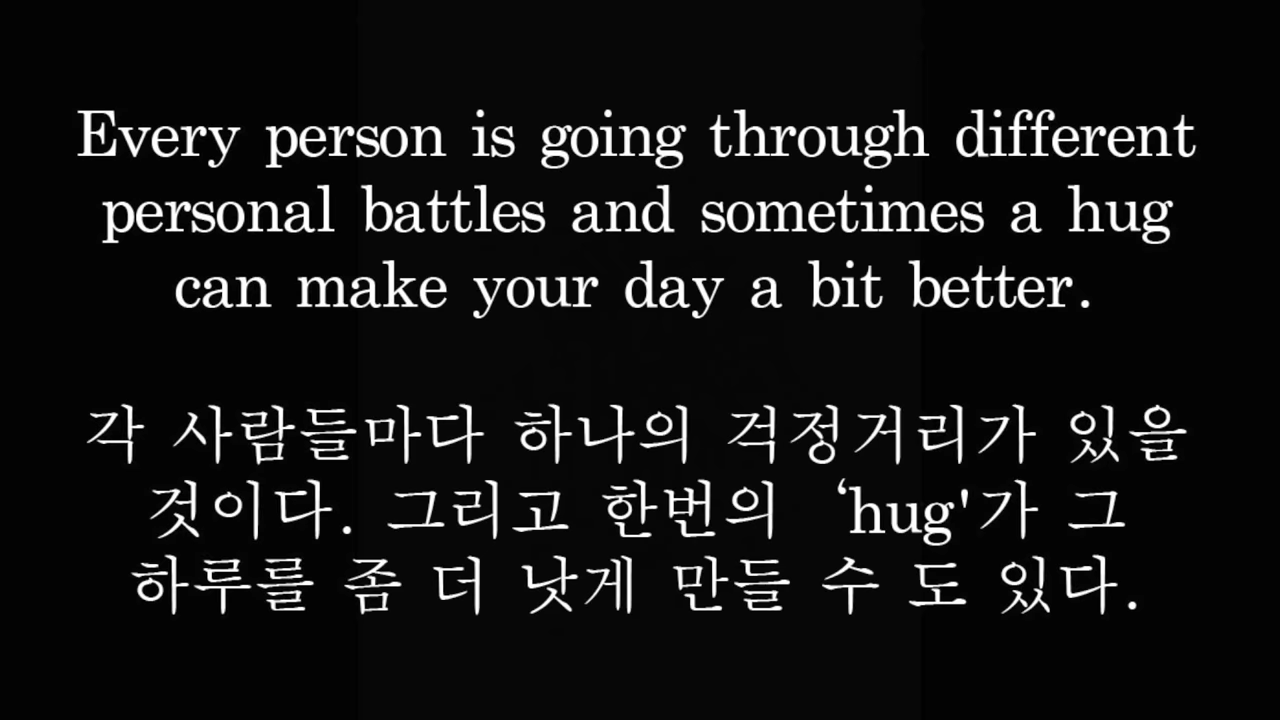 Every person is going through different
personal battles and sometimes a hug
can make your day a bit better.
각 사람들마다 하나의 걱정거리가 있을
것이다. 그리고 한번의 ‘hug'가 그
하루를 좀 더 낫게 만들 수 도 있다.